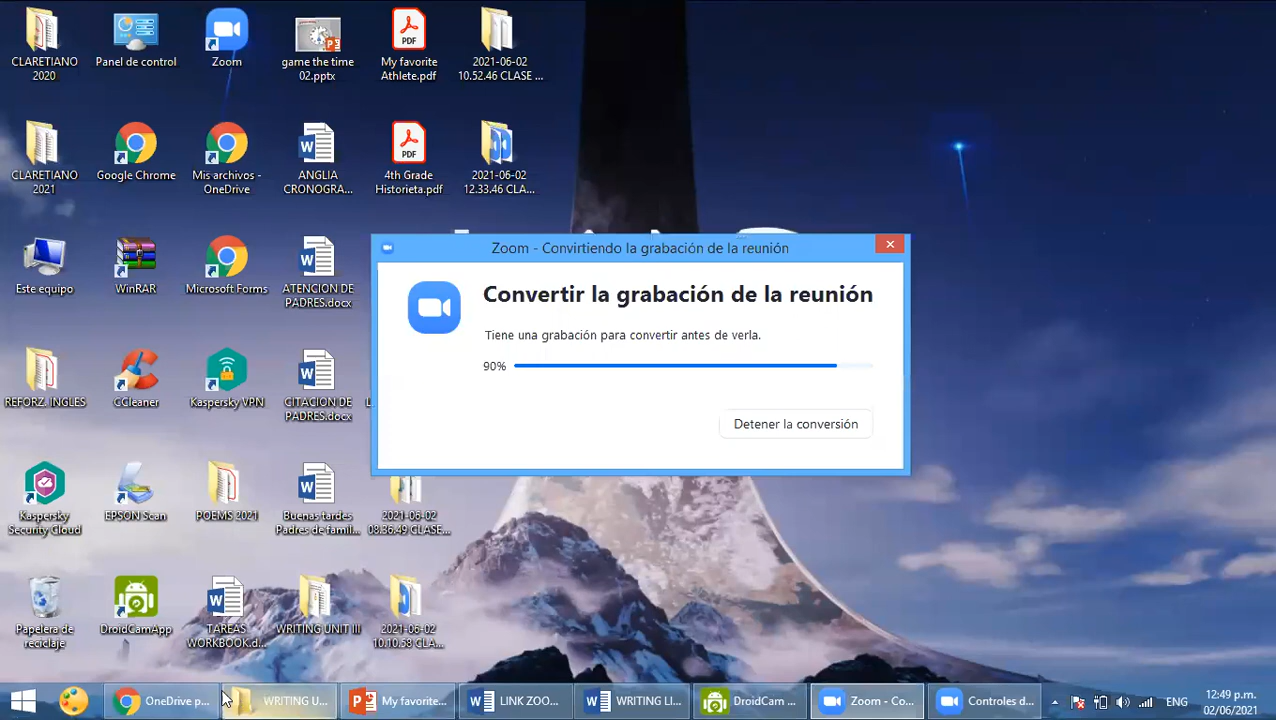 CLARETIANO 2020
Panel de control
Zoom
game the time 02.pptx
My favorite Athlete.pdf
2021-06-02 10.52.46 CLASE ...
CLARETIANO 2021
Google Chrome
Mis archivos - OneDrive
ANGLIA CRONOGRA...
4th Grade Historieta.pdf
2021-06-02 12.33.46 CLA...
Este equipo
WinRAR
Microsoft Forms
ATENCION DE PADRES.docx
REFORZ. INGLES
CCleaner
Kaspersky VPN
CITACION DE PADRES.docx
Zoom - Convirtiendo la grabación de la reunión
Convertir la grabación de la reunión
Tiene una grabación para convertir antes de verla.
90%
Detener la conversión
Kaspersky Security Cloud
EPSON Scan
POEMS 2021
Buenas tardes Padres de famil...
2021-06-02 08.36.49 CLASE...
Papelera de reciclaje
DroidCamApp
TAREAS WORKBOOK.d...
WRITING UNIT III
2021-06-02 10.10.58 CLA...
OneDrive p...
WRITING U...
My favorite...
LINK ZOO...
WRITING LI...
DroidCam ...
Zoom - Co...
Controles d...
ENG
12:49 p.m.
02/06/2021